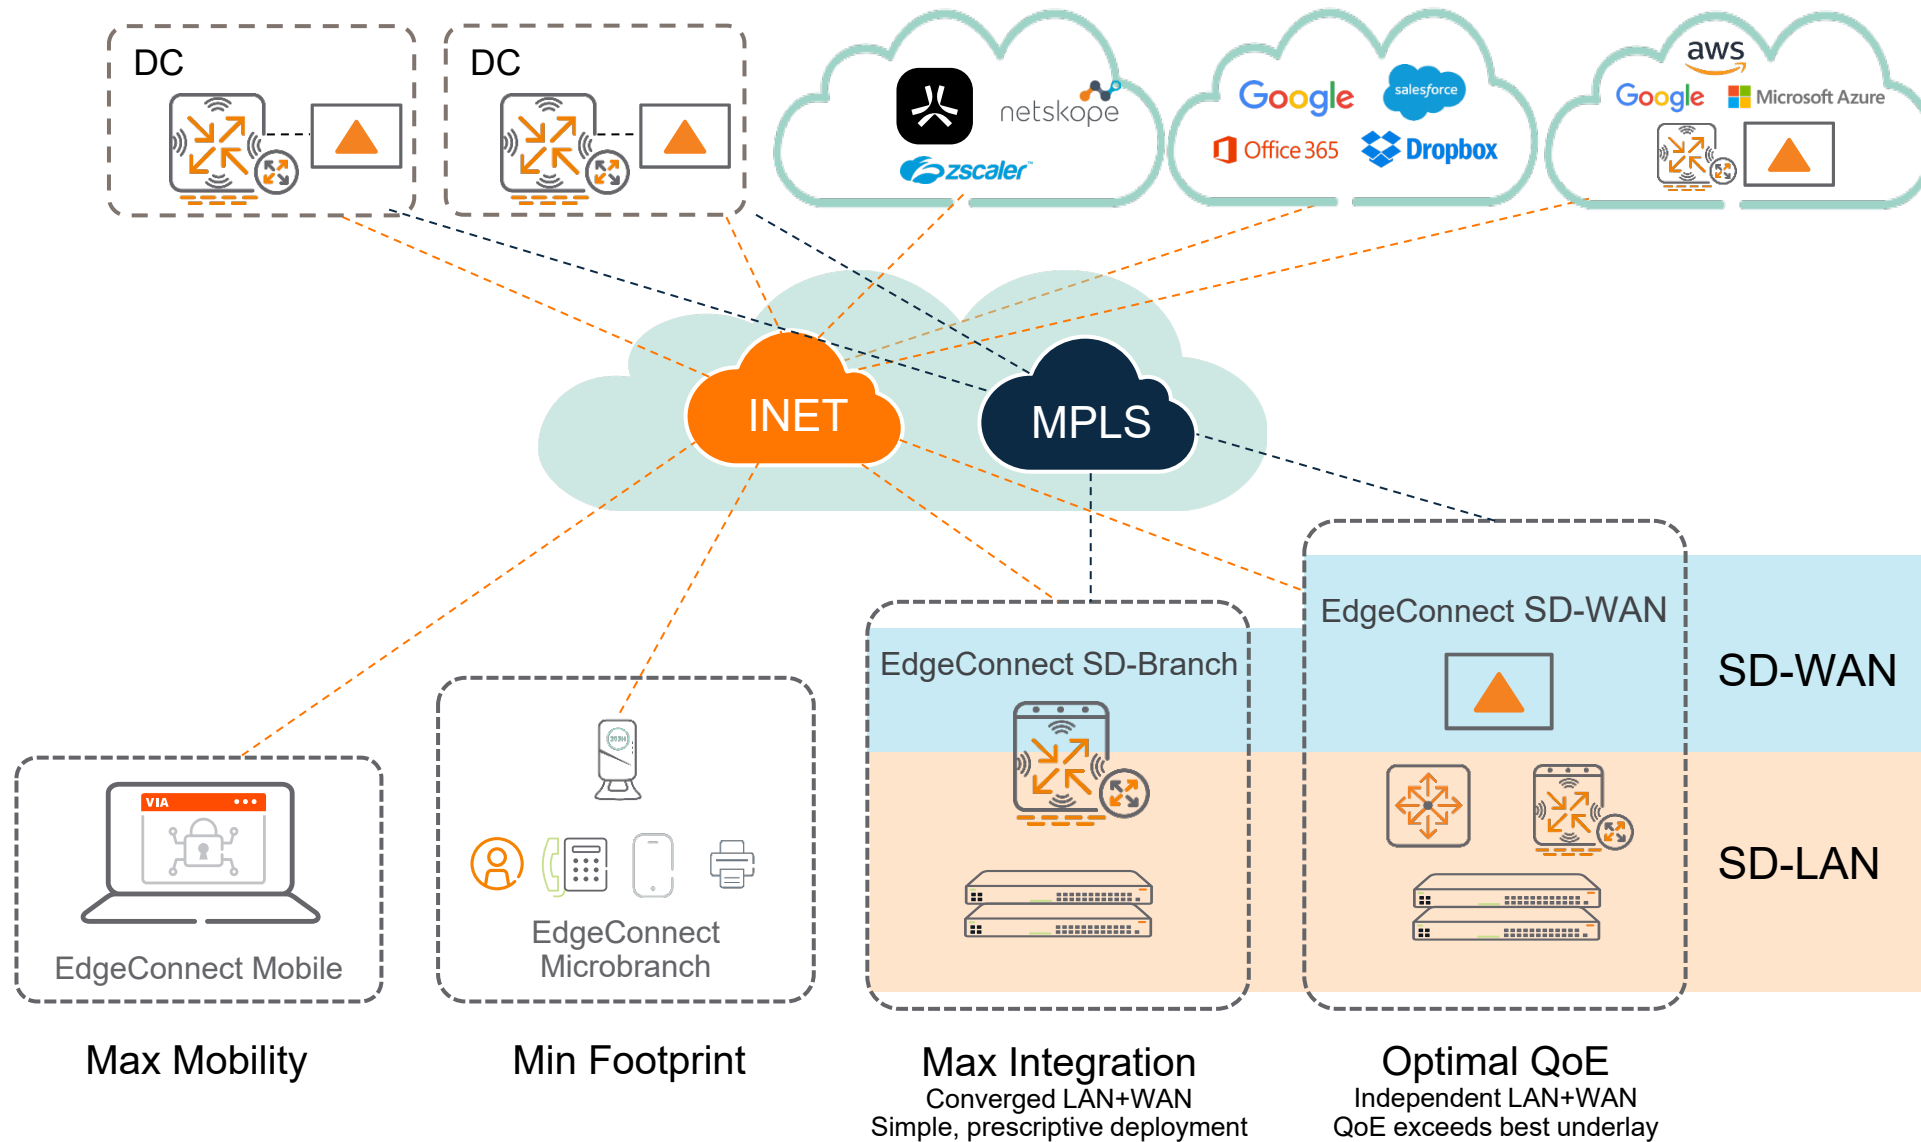 DC
DC
netskope
zscaler™
Google
salesforce
Office 365
Dropbox
aws
Google
Microsoft Azure
INET
MPLS
EdgeConnect SD-WAN
EdgeConnect SD-Branch
SD-WAN
VIA
SD-LAN
EdgeConnect Mobile
EdgeConnect
Microbranch
Max Mobility
Min Footprint
Max Integration
Converged LAN+WAN
Simple, prescriptive deployment
Optimal QoE
Independent LAN+WAN
QoE exceeds best underlay